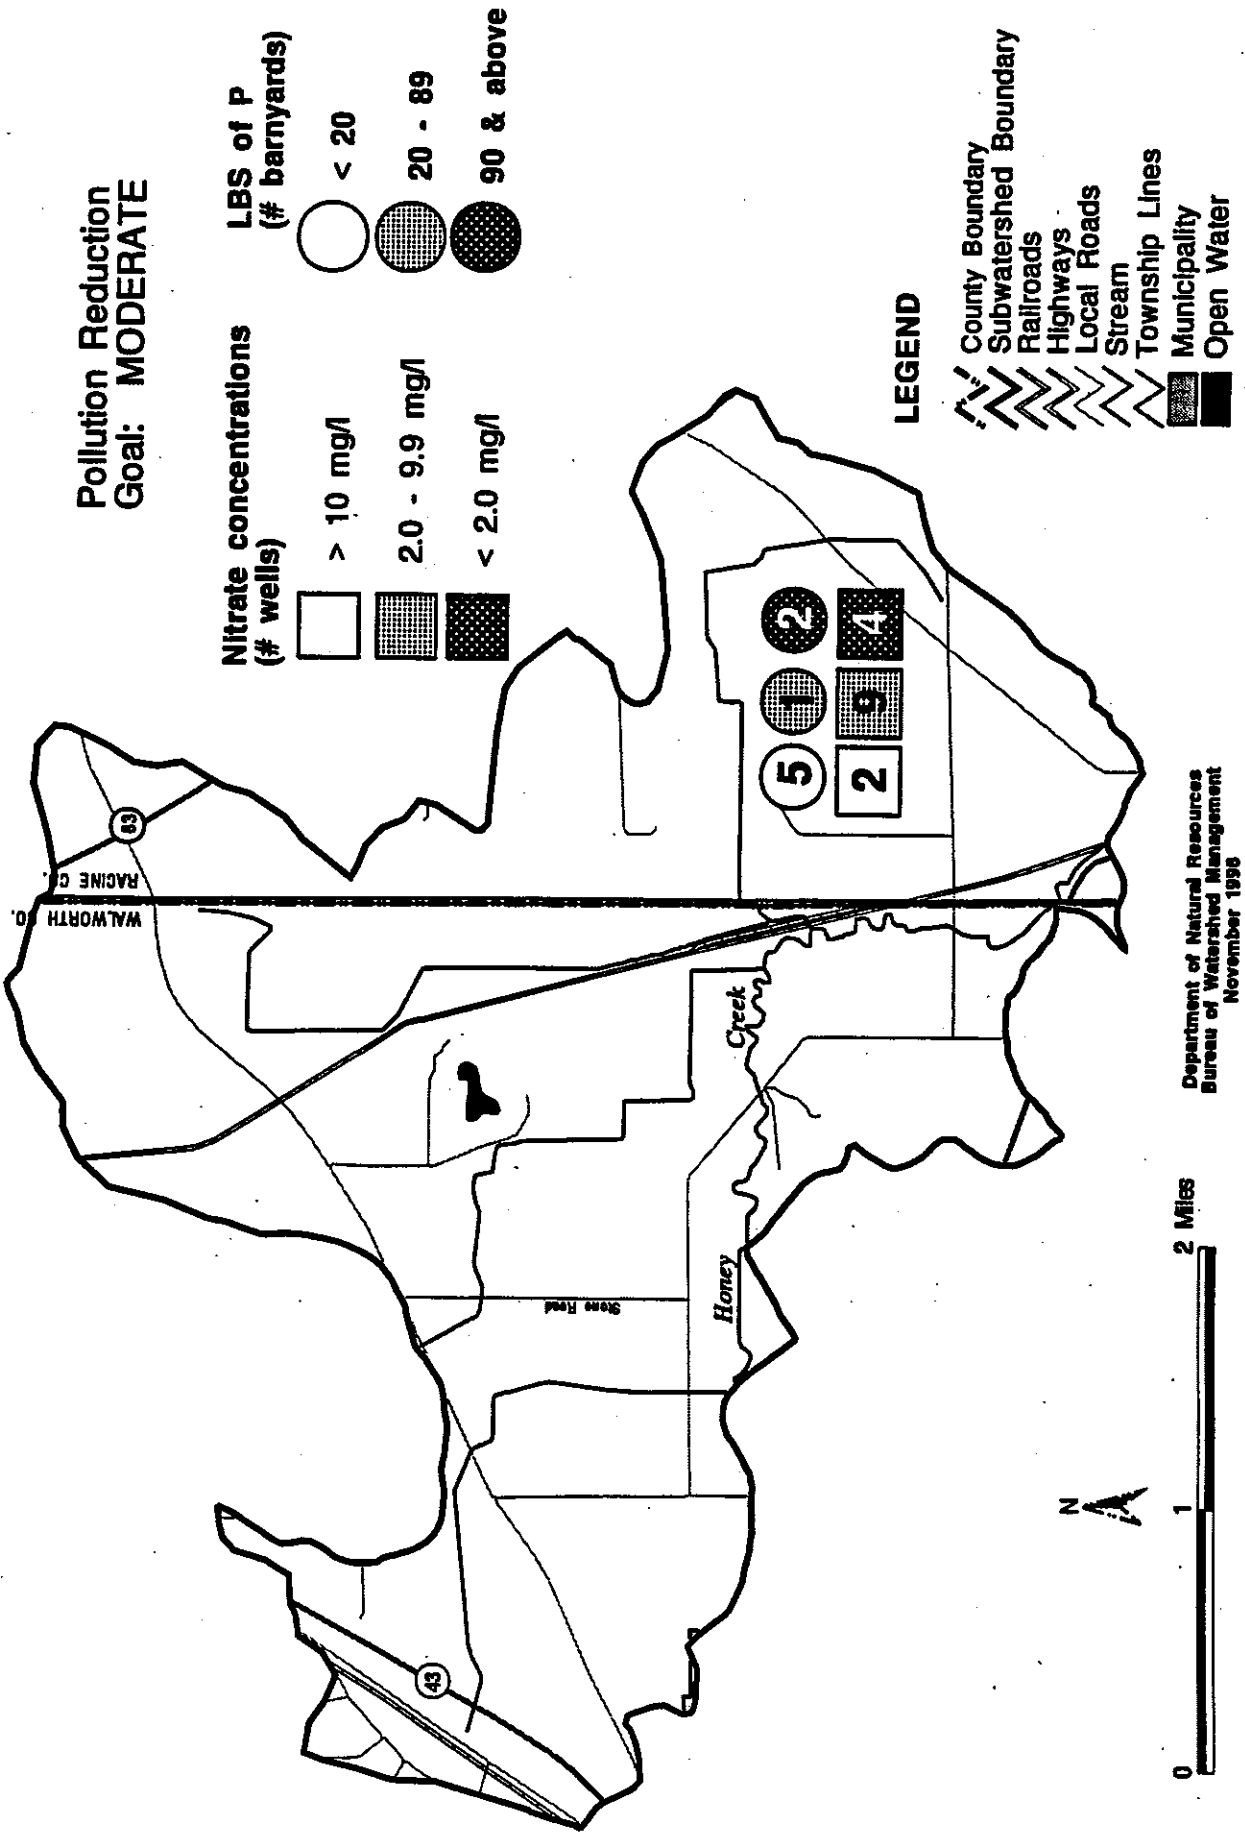 Pollution Reduction
Goal: MODERATE
Nitrate concentrations
(# wells)
> 10 mg/l
2.0 - 9.9 mg/l
< 2.0 mg/l
LBS of P
(# barnyards)
< 20
20 - 89
90 & above
83
RACINE CO.
WALWORTH CO.
43
Stone Road
Honey
Creek
5
1
2
2
9
4
LEGEND
County Boundary
Subwatershed Boundary
Railroads
Highways
Local Roads
Stream
Township Lines
Municipality
Open Water
N
0
1
2 Miles
Department of Natural Resources
Bureau of Watershed Management
November 1996